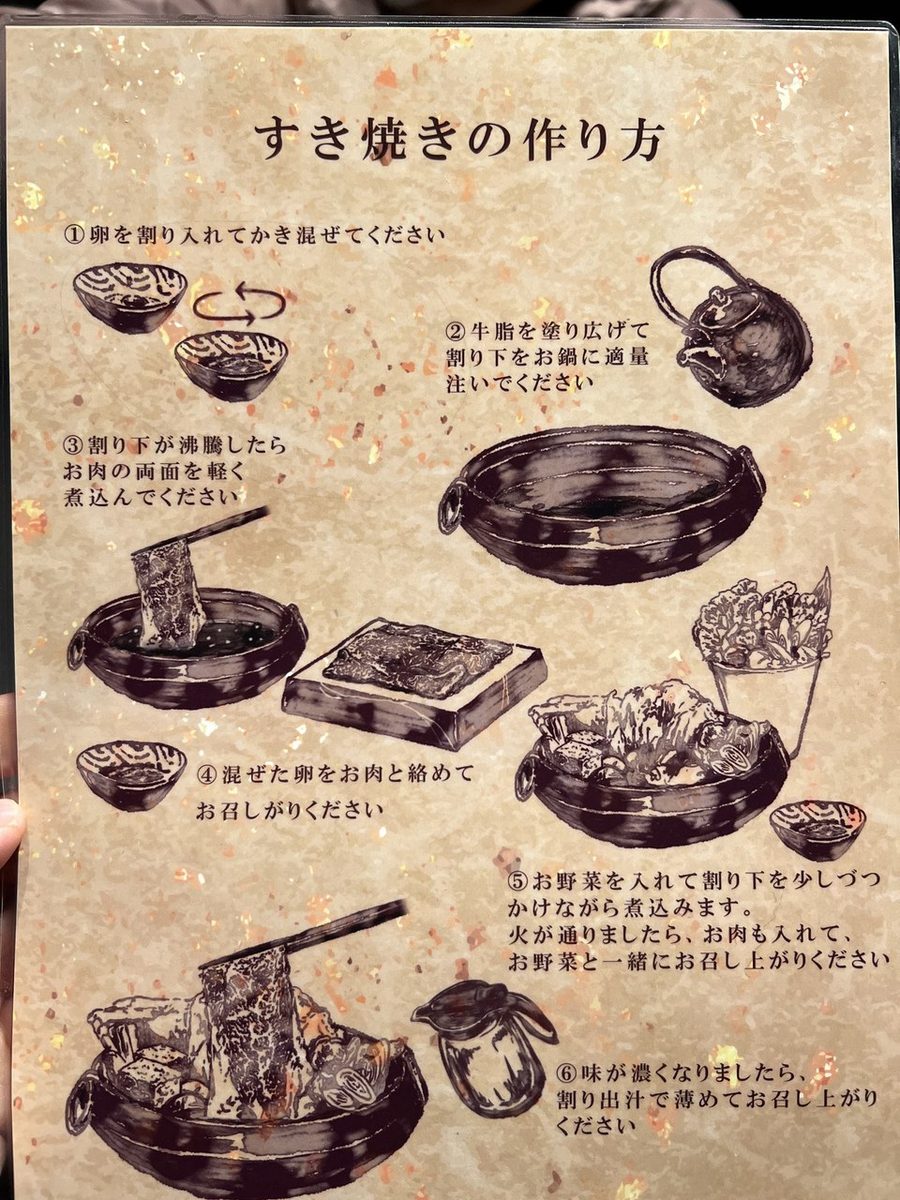 すき焼きの作り方
①卵を割り入れてかき混ぜてください
②牛脂を塗り広げて
割り下をお鍋に適量
注いでください
③割り下が沸騰したら
お肉の両面を軽く
煮込んでください
④混ぜた卵をお肉と絡めて
お召しがりください
⑤お野菜を入れて割り下を少しづつ
かけながら煮込みます。
火が通りましたら、お肉も入れて、
お野菜と一緒にお召し上がりください
⑥味が濃くなりましたら、
割り出汁で薄めてお召し上がり
ください